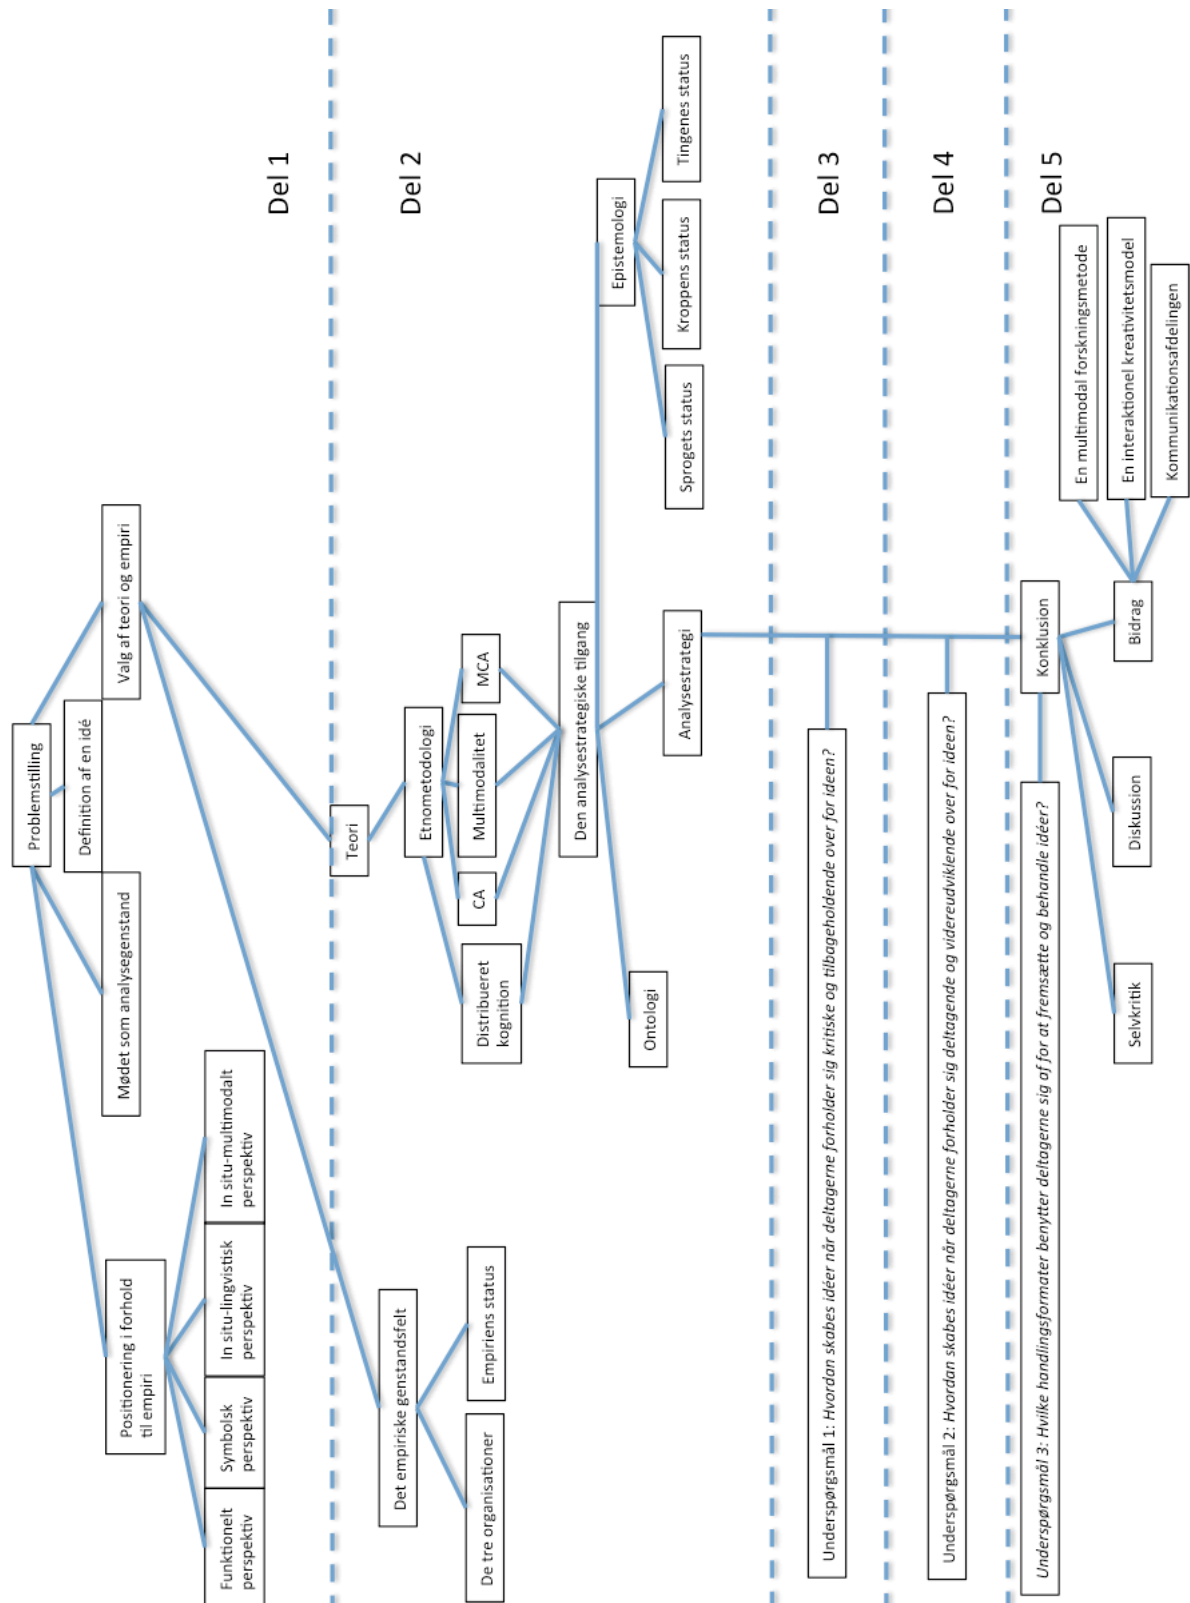 Problemstilling
Definition af en idé
Positionering i forhold
til empiri
Mødet som analysegenstand
Valg af teori og empiri
Funktionelt
perspektiv
Symbolsk
perspektiv
In situ-lingvistisk
perspektiv
In situ-multimodalt
perspektiv
Del 1
Teori
Del 2
Det empiriske genstandsfelt
Etnometodologi
De tre organisationer
Empiriens status
Distribueret
kognition
CA
Multimodalitet
MCA
Den analysestrategiske tilgang
Epistemologi
Ontologi
Analysestrategi
Sprogets status
Kroppens status
Tingenes status
Underspørgsmål 1: Hvordan skabes idéer når deltagerne forholder sig kritiske og tilbageholdende over for ideen?
Del 3
Underspørgsmål 2: Hvordan skabes idéer når deltagerne forholder sig deltagende og videreudviklende over for ideen?
Del 4
Underspørgsmål 3: Hvilke handlingsformater benytter deltagerne sig af for at fremsætte og behandle idéer?
Konklusion
Del 5
Selvkritik
Diskussion
Bidrag
En multimodal forskningsmetode
En interaktionel kreativitetsmodel
Kommunikationsafdelingen